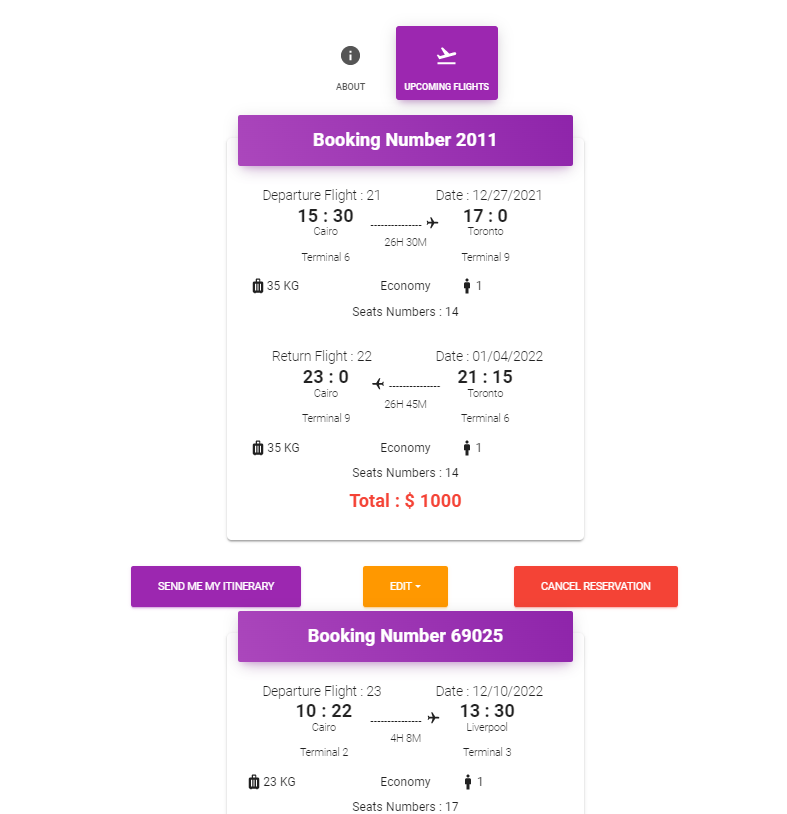 ABOUT
UPCOMING FLIGHTS
Booking Number 2011
Departure Flight : 21 Date : 12/27/2021
15 : 30 --------------- 17 : 0
Cairo Toronto
26H 30M
Terminal 6 Terminal 9
35 KG Economy 1
Seats Numbers : 14
Return Flight : 22 Date : 01/04/2022
23 : 0 --------------- 21 : 15
Cairo Toronto
26H 45M
Terminal 9 Terminal 6
35 KG Economy 1
Seats Numbers : 14
Total : $ 1000
SEND ME MY ITINERARY EDIT CANCEL RESERVATION
Booking Number 69025
Departure Flight : 23 Date : 12/10/2022
10 : 22 --------------- 13 : 30
Cairo Liverpool
4H 8M
Terminal 2 Terminal 3
23 KG Economy 1
Seats Numbers : 17